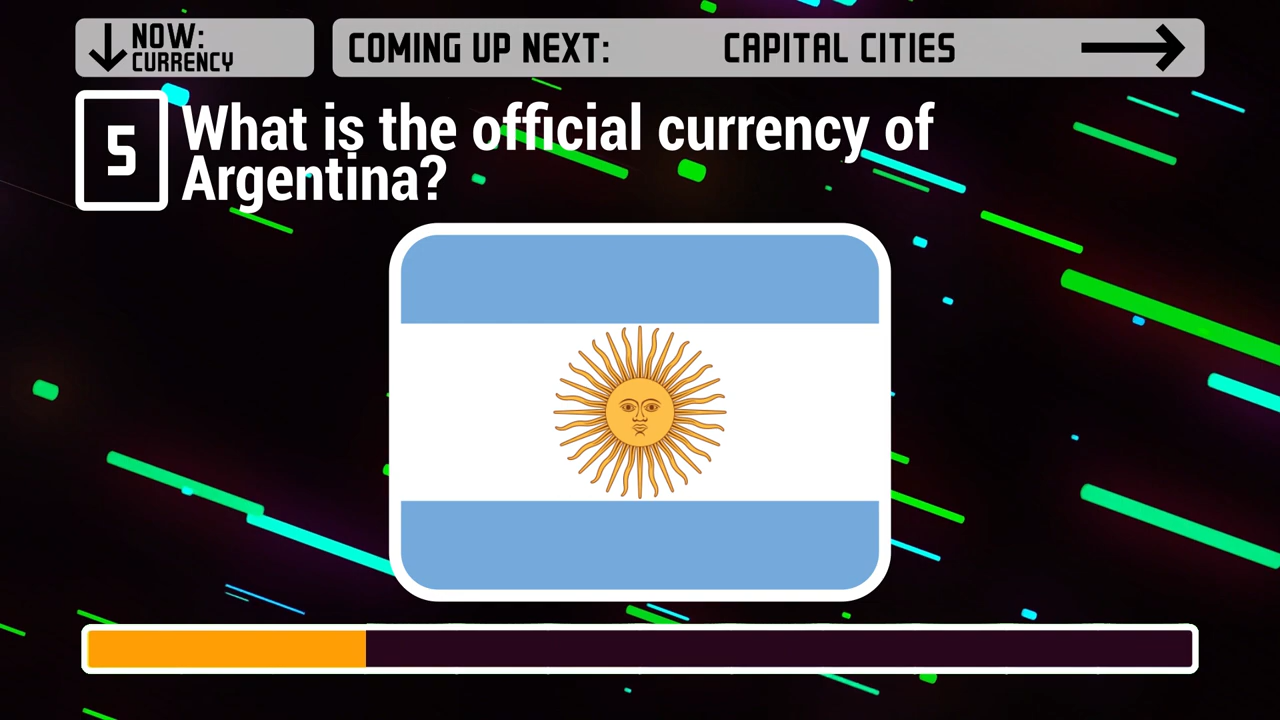 NOW:
CURRENCY
COMING UP NEXT: CAPITAL CITIES
5
What is the official currency of
Argentina?